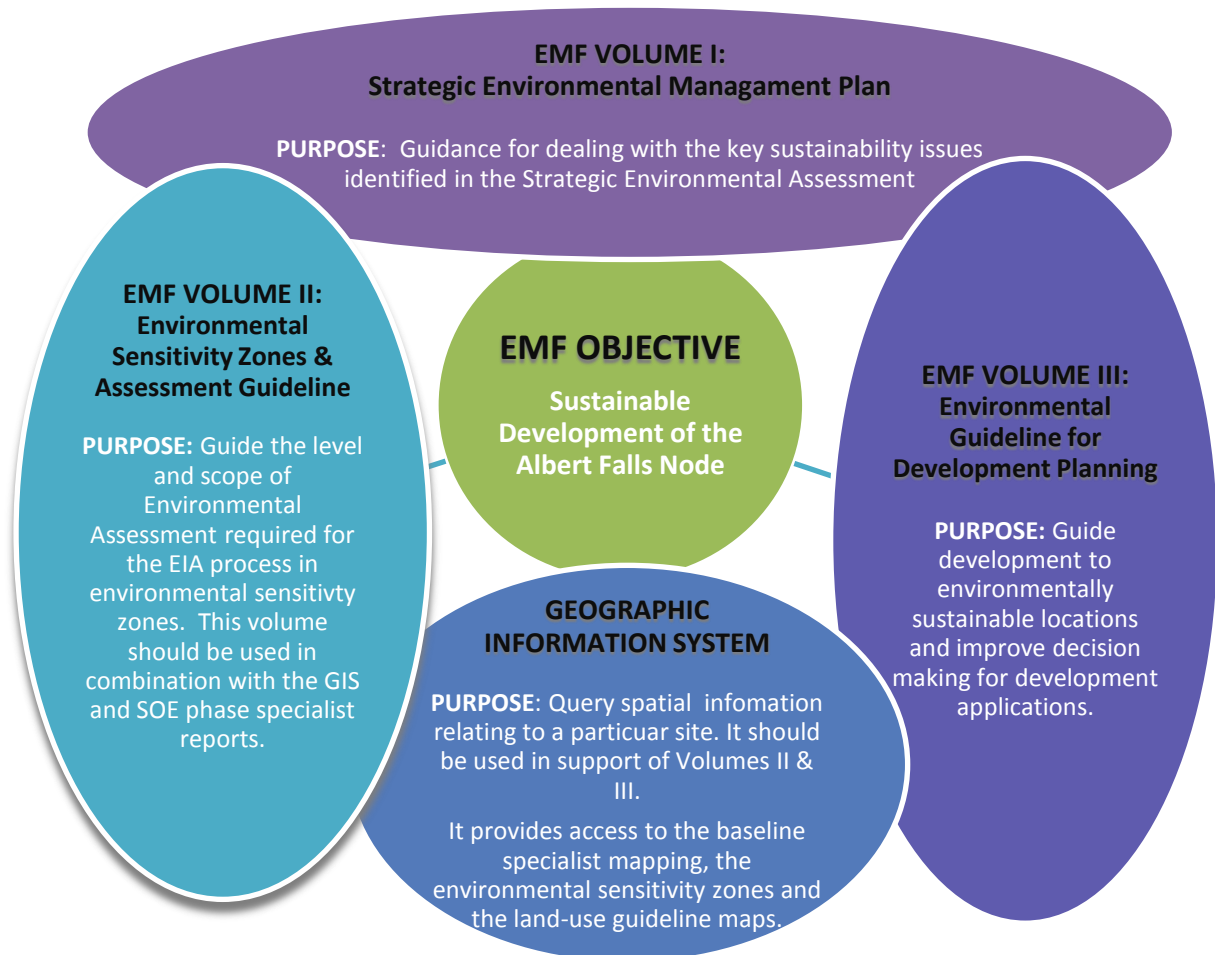 EMF VOLUME I:
Strategic Environmental Managament Plan
PURPOSE: Guidance for dealing with the key sustainability issues
identified in the Strategic Environmental Assessment
EMF VOLUME II:
Environmental
Sensitivity Zones &
Assessment Guideline
PURPOSE: Guide the level
and scope of
Environmental
Assessment required for
the EIA process in
environmental sensitivty
zones. This volume
should be used in
combination with the GIS
and SOE phase specialist
reports.
EMF OBJECTIVE
Sustainable
Development of the
Albert Falls Node
EMF VOLUME III:
Environmental
Guideline for
Development Planning
PURPOSE: Guide
development to
environmentally
sustainable locations
and improve decision
making for development
applications.
GEOGRAPHIC
INFORMATION SYSTEM
PURPOSE: Query spatial infomation
relating to a particuar site. It should
be used in support of Volumes II &
III.
It provides access to the baseline
specialist mapping, the
environmental sensitivity zones and
the land-use guideline maps.